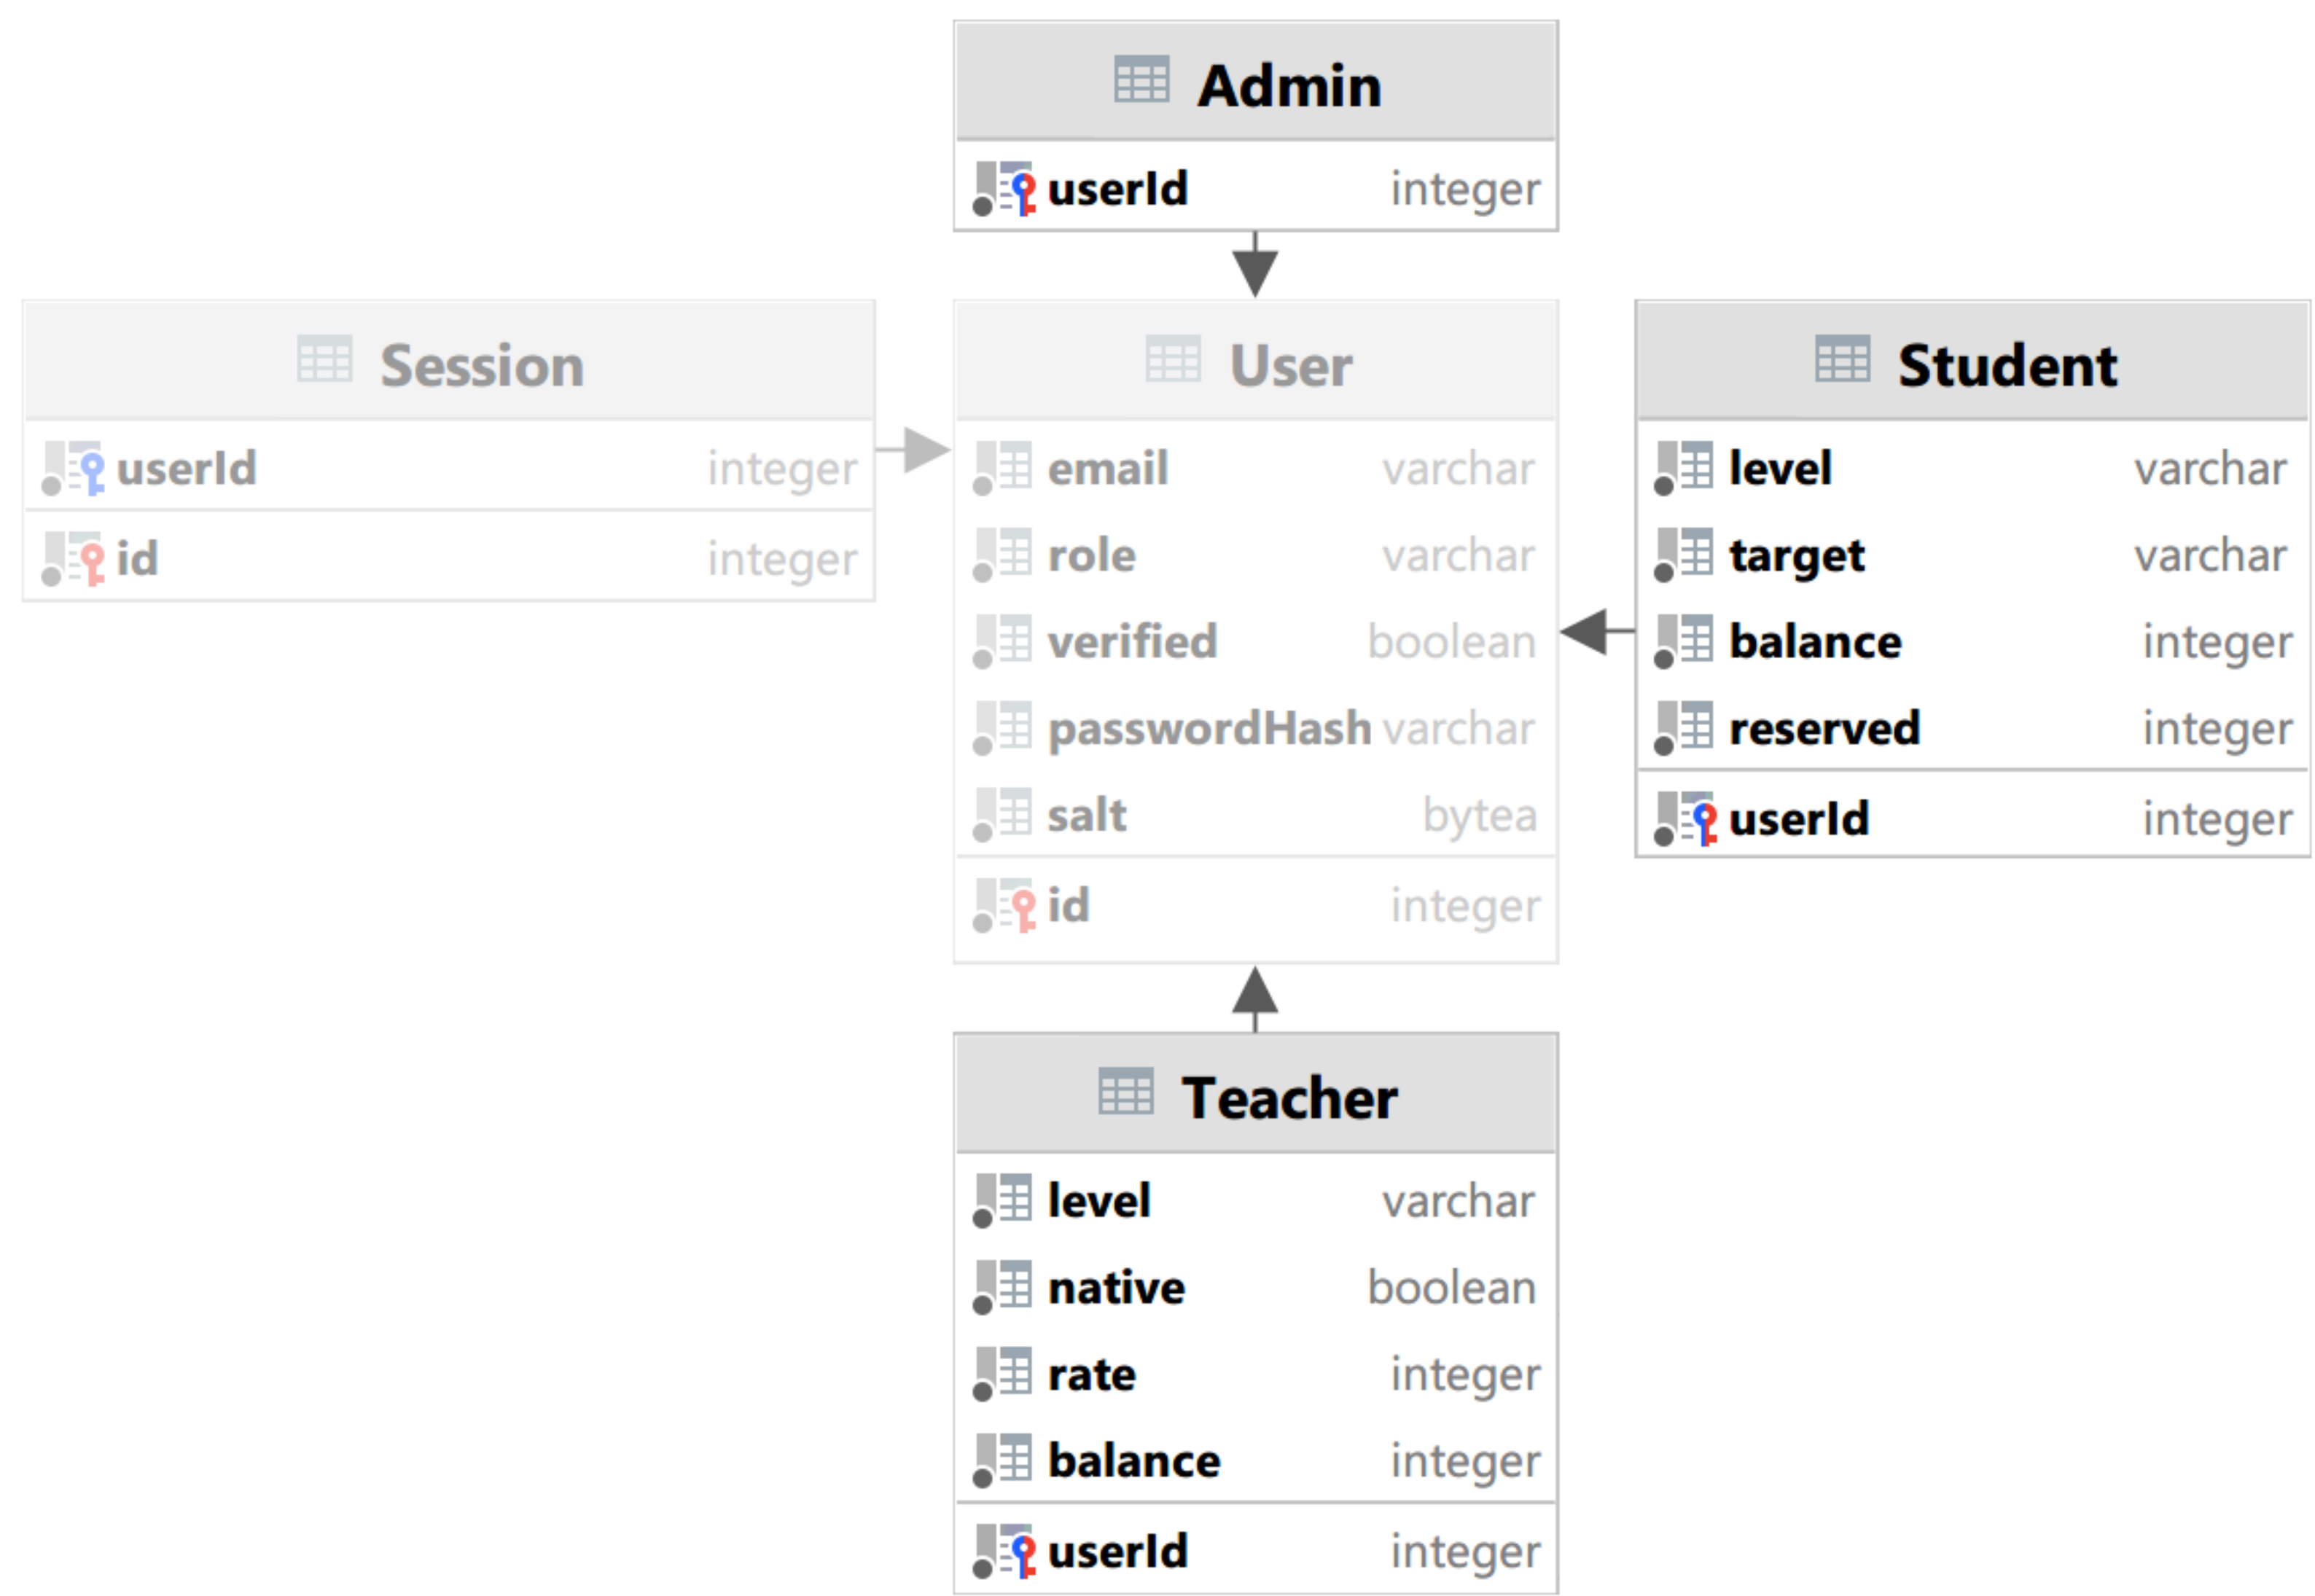 Admin
userId integer
Session
userId integer
id integer
User
email varchar
role varchar
verified boolean
passwordHash varchar
salt bytea
id integer
Student
level varchar
target varchar
balance integer
reserved integer
userId integer
Teacher
level varchar
native boolean
rate integer
balance integer
userId integer